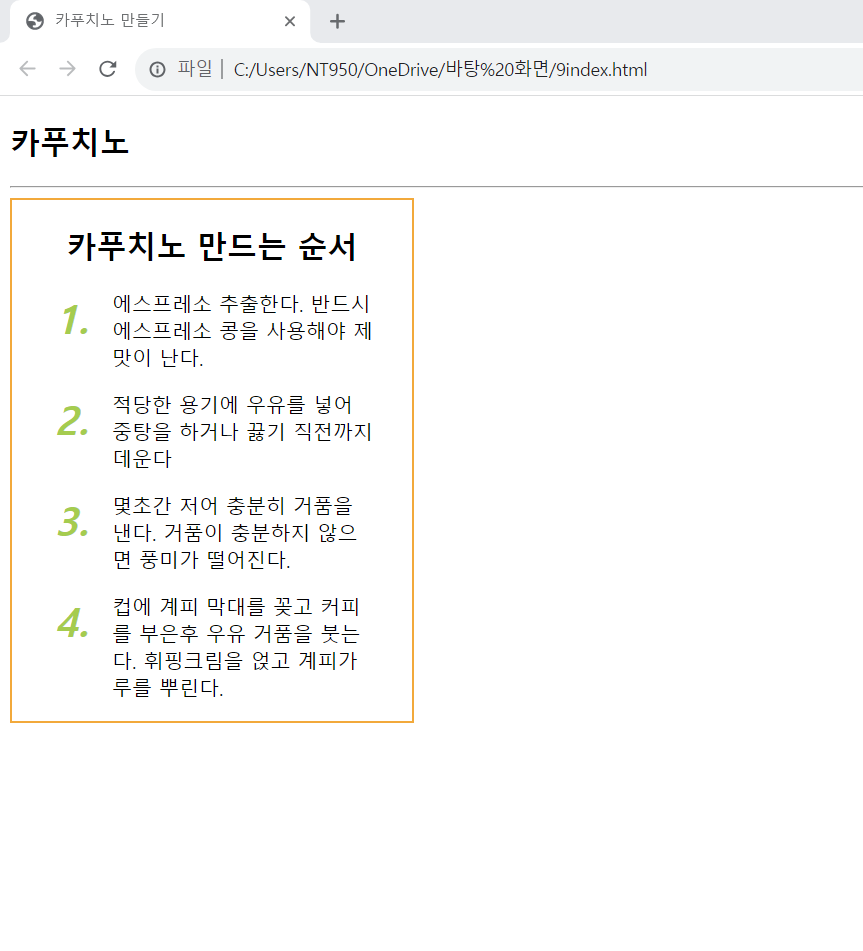 카푸치노 만들기
파일 | C:/Users/NT950/OneDrive/바탕%20화면/9index.html
카푸치노
카푸치노 만드는 순서
1. 에스프레소 추출한다. 반드시
에스프레소 콩을 사용해야 제
맛이 난다.
2. 적당한 용기에 우유를 넣어
중탕을 하거나 끓기 직전까지
데운다
3. 몇초간 저어 충분히 거품을
낸다. 거품이 충분하지 않으
면 풍미가 떨어진다.
4. 컵에 계피 막대를 꽂고 커피
를 부은후 우유 거품을 붓는
다. 휘핑크림을 얹고 계피가
루를 뿌린다.